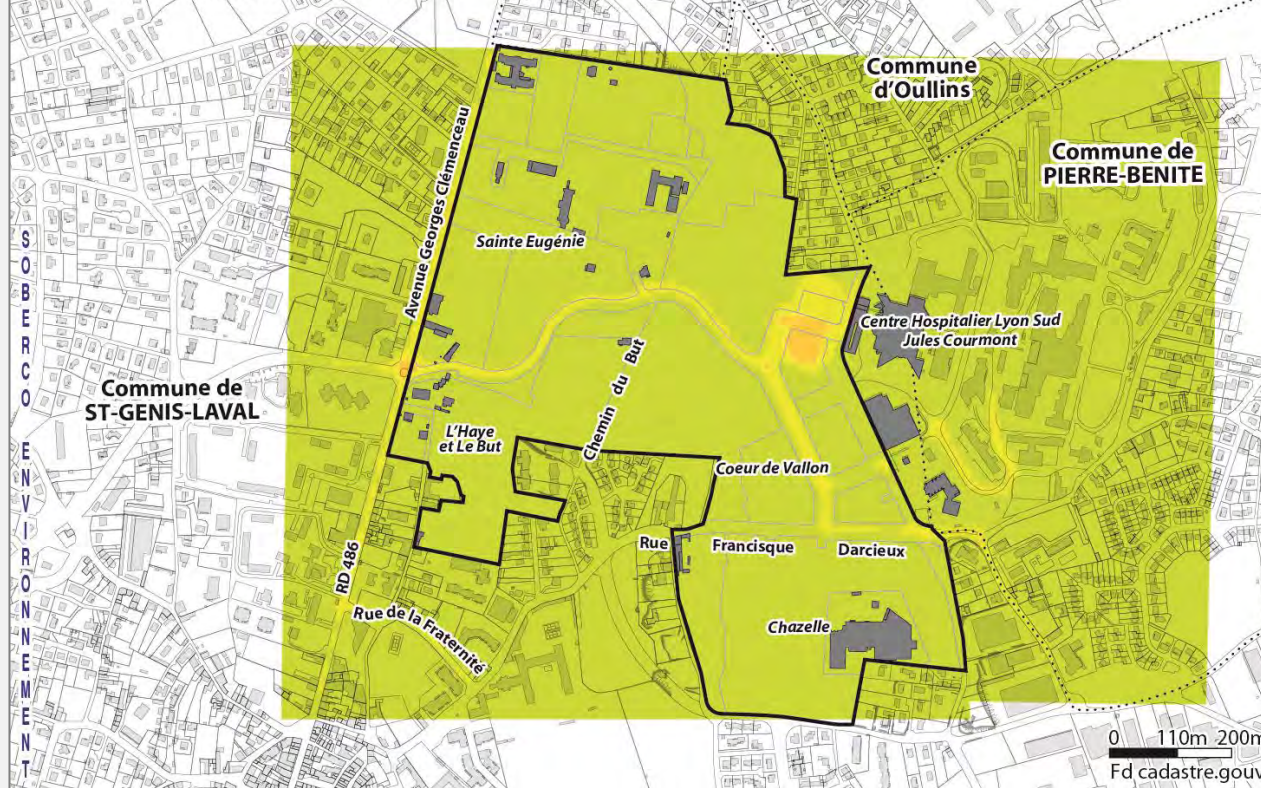 Commune
d'Oullins
Commune de
PIERRE-BENITE
Avenue Georges Clémenceau
Sainte Eugénie
SOBERCO ENVIRONNEMENT
Centre Hospitalier Lyon Sud
Jules Courmont
Commune de
ST-GENIS-LAVAL
Chemin du But
L'Haye
et Le But
Coeur de Vallon
Rue Francisque Darcieux
RD 486
Rue de la Fraternité
Chazelle
0 110m 200m
Fd cadastre.gouv